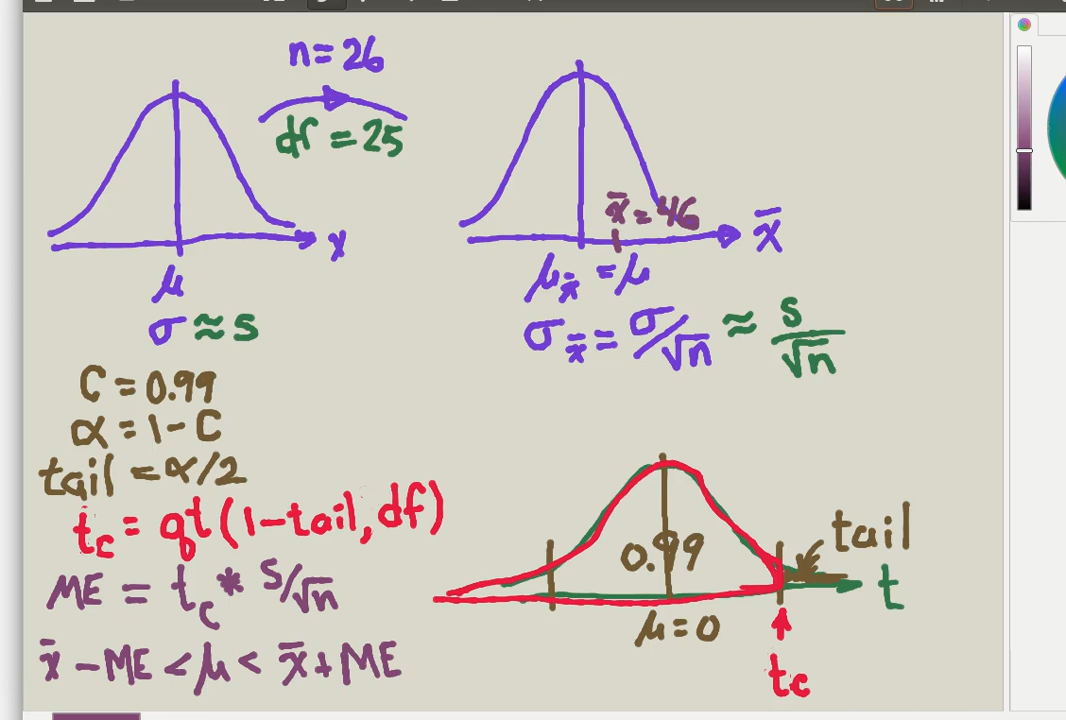 n=26
df = 25
x̄ = 46
x
x̄
μ
μx̄ = μ
σ ≈ s
σx̄ = σ/√n ≈ s/√n
C = 0.99
α = 1 - C
tail = α/2
tc = qt(1-tail, df)
ME = tc * s/√n
x̄ - ME < μ < x̄ + ME
0.99
tail
t
μ = 0
tc